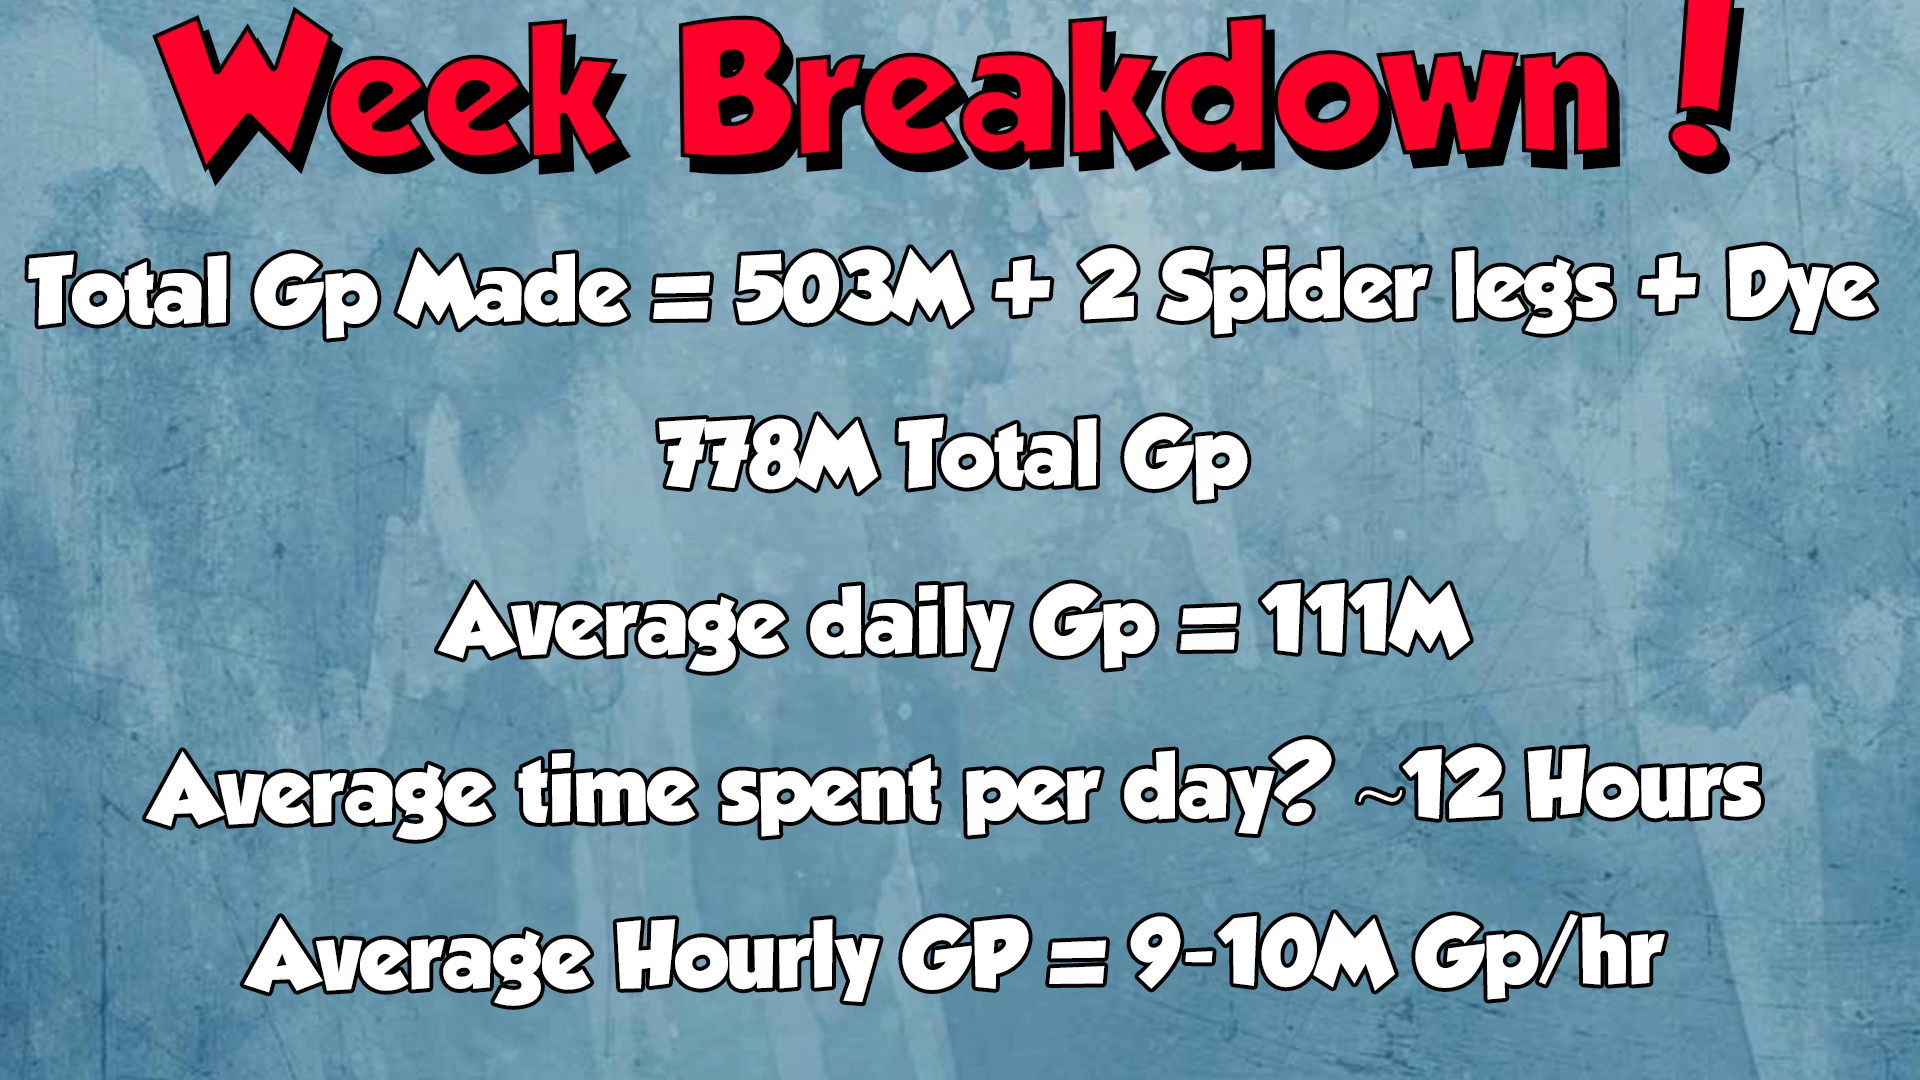 Week Breakdown!
Total Gp Made = 503M + 2 Spider legs + Dye
778M Total Gp
Average daily Gp = 111M
Average time spent per day? ~12 Hours
Average Hourly GP = 9-10M Gp/hr